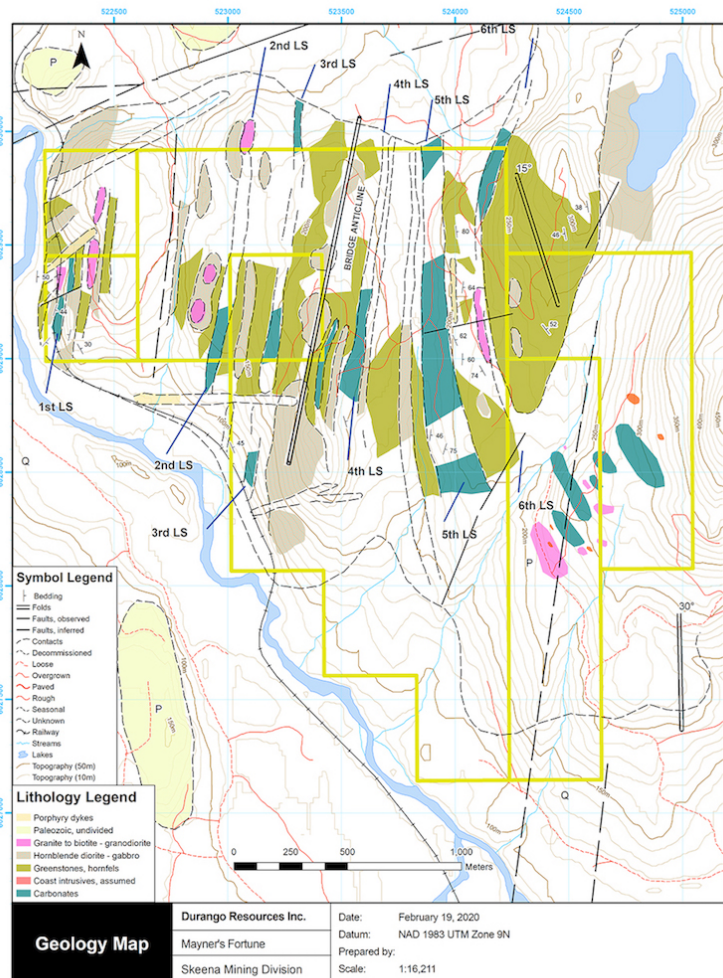 522500 523000 523500 524000 524500 525000
N
P
2nd LS
3rd LS
4th LS
5th LS
6th LS
15°
38
46
52
80
64
62
60
74
50
44
30
BRIDGE ANTICLINE
1st LS
2nd LS
3rd LS
4th LS
5th LS
6th LS
45
46
75
Q
P
P
Q
30°
100m
100m
150m
200m
Symbol Legend
Bedding
Folds
Faults, observed
Faults, inferred
Contacts
Decommissioned
Loose
Overgrown
Paved
Rough
Seasonal
Unknown
Railway
Streams
Lakes
Topography (50m)
Topography (10m)
Lithology Legend
Porphyry dykes
Paleozoic, undivided
Granite to biotite - granodiorite
Hornblende diorite - gabbro
Greenstones, hornfels
Coast intrusives, assumed
Carbonates
0 250 500 1,000
Meters
Geology Map
Durango Resources Inc.
Mayner's Fortune
Skeena Mining Division
Date: February 19, 2020
Datum: NAD 1983 UTM Zone 9N
Prepared by:
Scale: 1:16,211